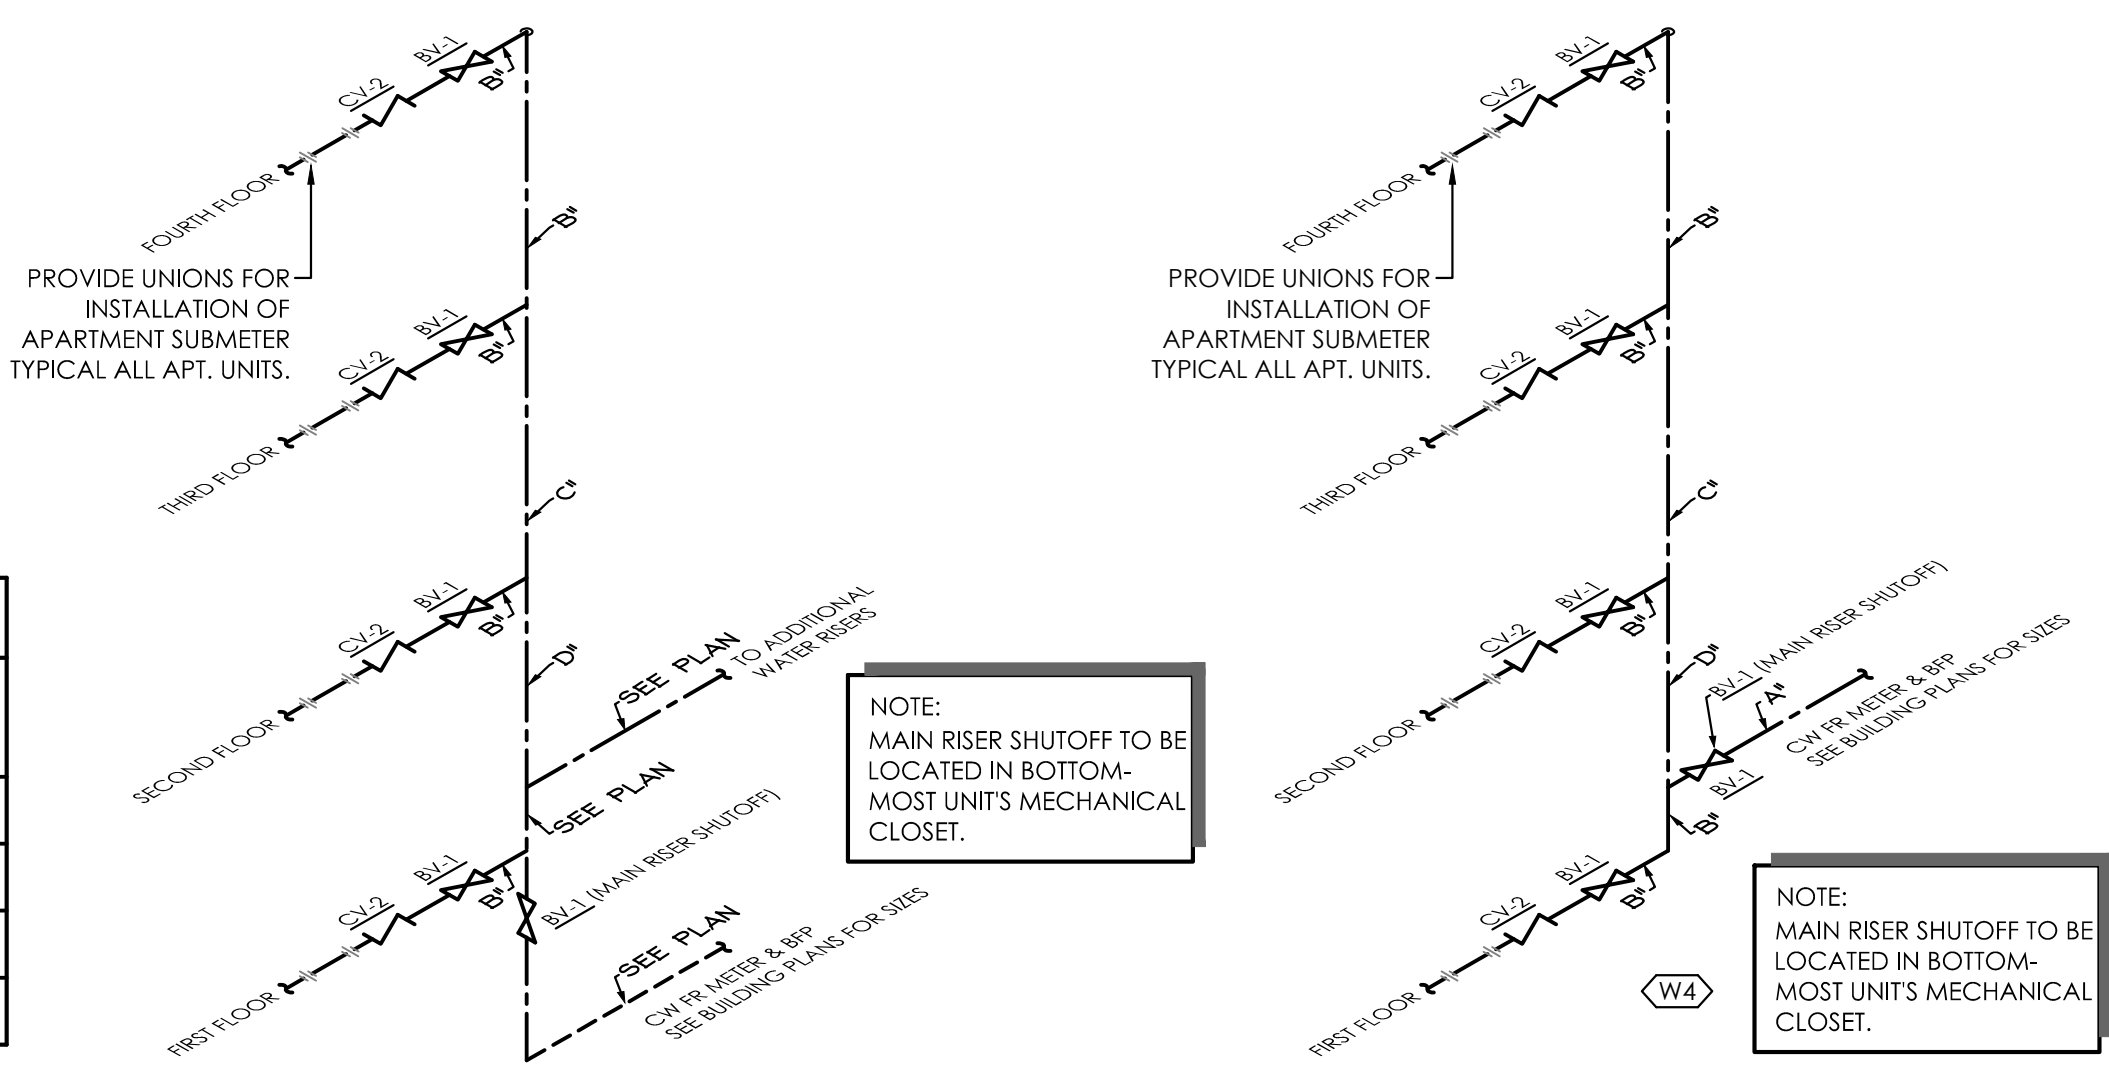 BV-1
B"
CV-2
FOURTH FLOOR
B"
PROVIDE UNIONS FOR
INSTALLATION OF
APARTMENT SUBMETER
TYPICAL ALL APT. UNITS.
BV-1
B"
CV-2
THIRD FLOOR
C"
BV-1
B"
CV-2
SECOND FLOOR
D"
SEE PLAN
TO ADDITIONAL
WATER RISERS
SEE PLAN
BV-1
B"
CV-2
FIRST FLOOR
BV-1 (MAIN RISER SHUTOFF)
SEE PLAN
CW FR METER & BFP
SEE BUILDING PLANS FOR SIZES
NOTE:
MAIN RISER SHUTOFF TO BE
LOCATED IN BOTTOM-
MOST UNIT'S MECHANICAL
CLOSET.
BV-1
B"
CV-2
FOURTH FLOOR
B"
PROVIDE UNIONS FOR
INSTALLATION OF
APARTMENT SUBMETER
TYPICAL ALL APT. UNITS.
BV-1
B"
CV-2
THIRD FLOOR
C"
BV-1
B"
CV-2
SECOND FLOOR
D"
BV-1 (MAIN RISER SHUTOFF)
A"
CW FR METER & BFP
SEE BUILDING PLANS FOR SIZES
BV-1
B"
BV-1
B"
CV-2
FIRST FLOOR
W4
NOTE:
MAIN RISER SHUTOFF TO BE
LOCATED IN BOTTOM-
MOST UNIT'S MECHANICAL
CLOSET.